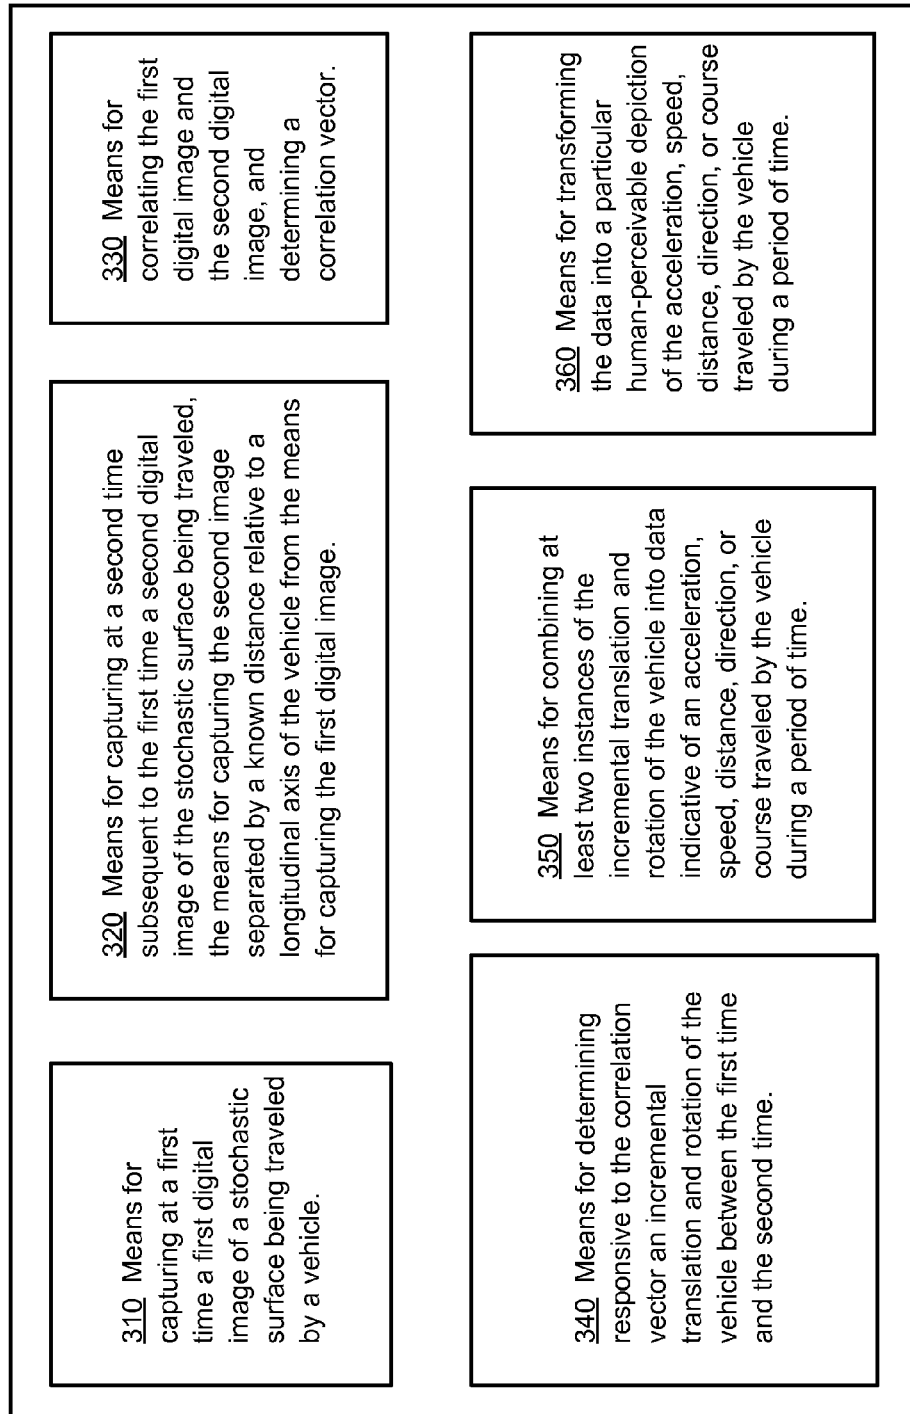 310 Means for
capturing at a first
time a first digital
image of a stochastic
surface being traveled
by a vehicle.
320 Means for capturing at a second time
subsequent to the first time a second digital
image of the stochastic surface being traveled,
the means for capturing the second image
separated by a known distance relative to a
longitudinal axis of the vehicle from the means
for capturing the first digital image.
330 Means for
correlating the first
digital image and
the second digital
image, and
determining a
correlation vector.
340 Means for determining
responsive to the correlation
vector an incremental
translation and rotation of the
vehicle between the first time
and the second time.
350 Means for combining at
least two instances of the
incremental translation and
rotation of the vehicle into data
indicative of an acceleration,
speed, distance, direction, or
course traveled by the vehicle
during a period of time.
360 Means for transforming
the data into a particular
human-perceivable depiction
of the acceleration, speed,
distance, direction, or course
traveled by the vehicle
during a period of time.